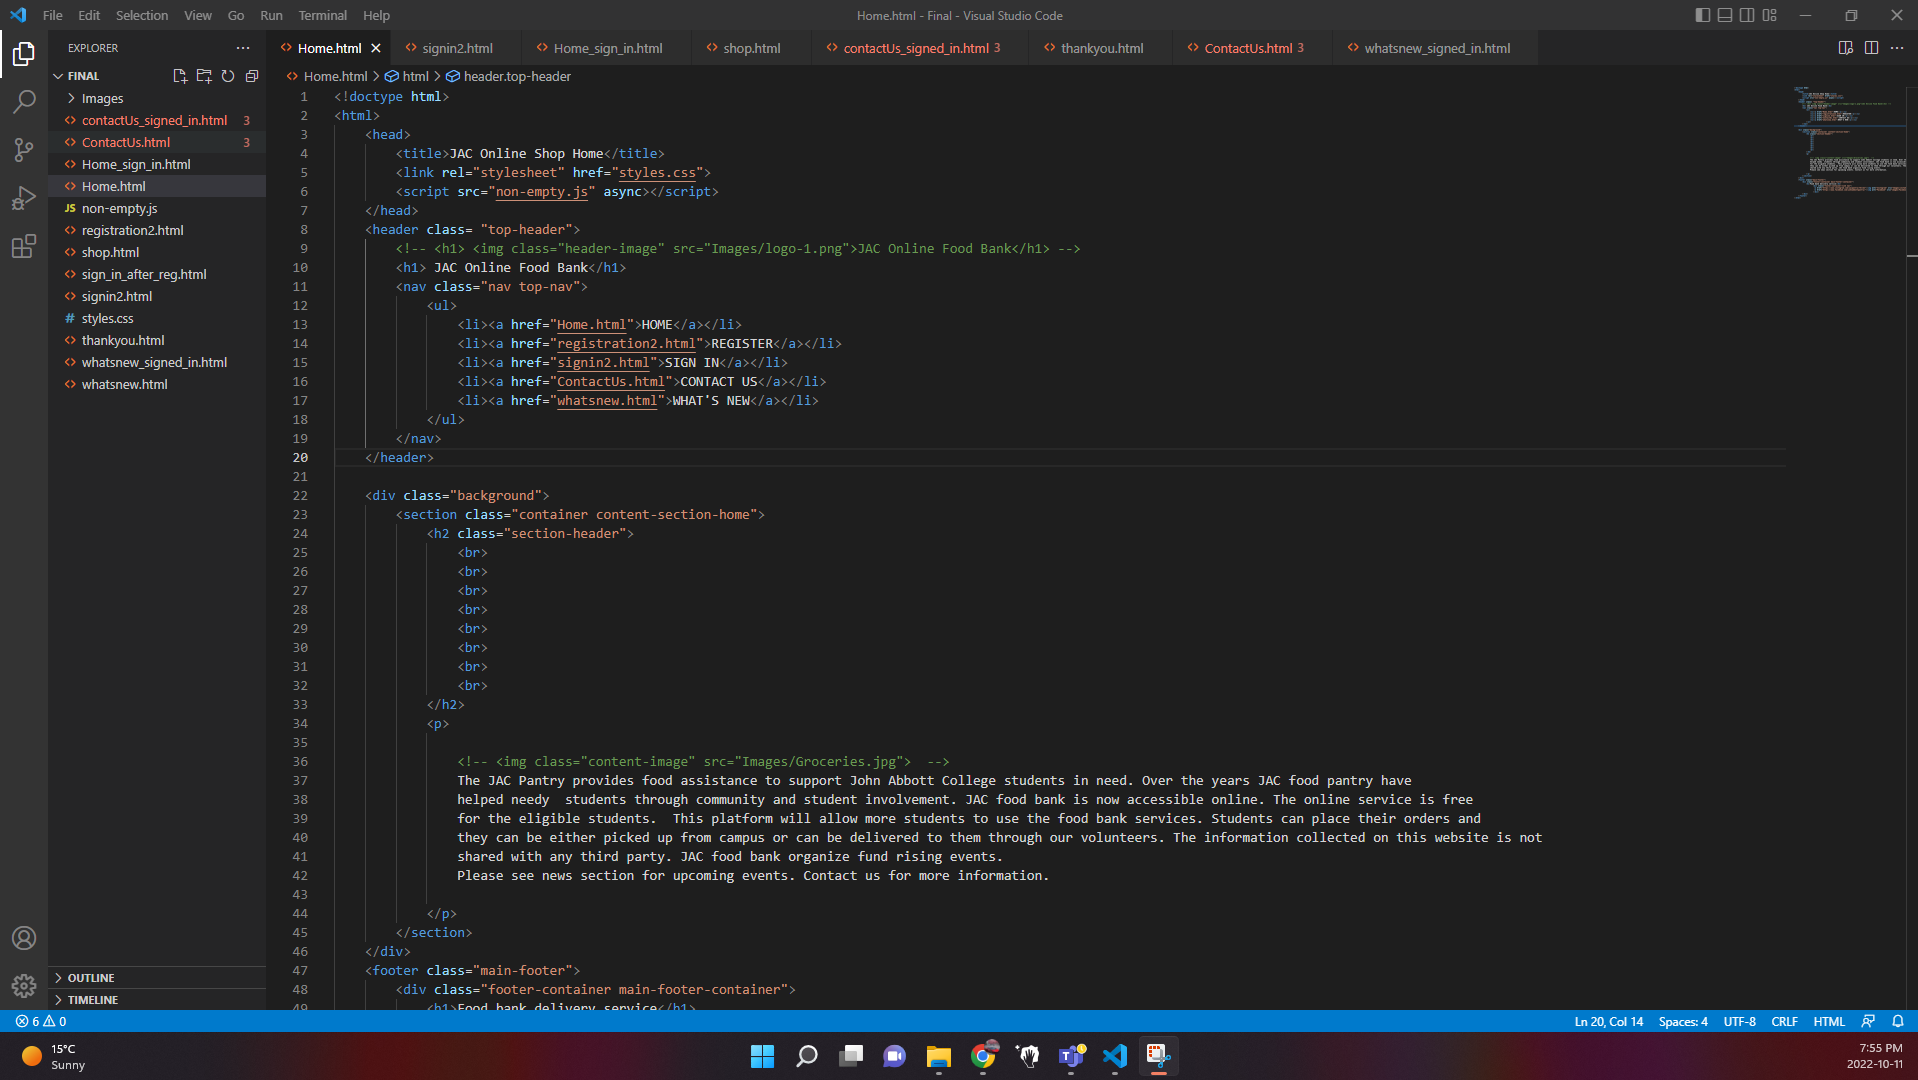 File Edit Selection View Go Run Terminal Help
Home.html - Final - Visual Studio Code
EXPLORER
FINAL
Images
contactUs_signed_in.html 3
ContactUs.html 3
Home_sign_in.html
Home.html
JS non-empty.js
registration2.html
shop.html
sign_in_after_reg.html
signin2.html
# styles.css
thankyou.html
whatsnew_signed_in.html
whatsnew.html
OUTLINE
TIMELINE
Home.html signin2.html Home_sign_in.html shop.html contactUs_signed_in.html 3 thankyou.html ContactUs.html 3 whatsnew_signed_in.html
Home.html > html > header.top-header
1 <!doctype html>
2 <html>
3 <head>
4 <title>JAC Online Shop Home</title>
5 <link rel="stylesheet" href="styles.css">
6 <script src="non-empty.js" async></script>
7 </head>
8 <header class= "top-header">
9 <!-- <h1> <img class="header-image" src="Images/logo-1.png">JAC Online Food Bank</h1> -->
10 <h1> JAC Online Food Bank</h1>
11 <nav class="nav top-nav">
12 <ul>
13 <li><a href="Home.html">HOME</a></li>
14 <li><a href="registration2.html">REGISTER</a></li>
15 <li><a href="signin2.html">SIGN IN</a></li>
16 <li><a href="ContactUs.html">CONTACT US</a></li>
17 <li><a href="whatsnew.html">WHAT'S NEW</a></li>
18 </ul>
19 </nav>
20 </header>
21
22 <div class="background">
23 <section class="container content-section-home">
24 <h2 class="section-header">
25 <br>
26 <br>
27 <br>
28 <br>
29 <br>
30 <br>
31 <br>
32 <br>
33 </h2>
34 <p>
35
36 <!-- <img class="content-image" src="Images/Groceries.jpg">  -->
37 The JAC Pantry provides food assistance to support John Abbott College students in need. Over the years JAC food pantry have
38 helped needy  students through community and student involvement. JAC food bank is now accessible online. The online service is free
39 for the eligible students.  This platform will allow more students to use the food bank services. Students can place their orders and
40 they can be either picked up from campus or can be delivered to them through our volunteers. The information collected on this website is not
41 shared with any third party. JAC food bank organize fund rising events.
42 Please see news section for upcoming events. Contact us for more information.
43
44 </p>
45 </section>
46 </div>
47 <footer class="main-footer">
48 <div class="footer-container main-footer-container">
49 <h1>Food bank delivery service</h1>
6 0
Ln 20, Col 14 Spaces: 4 UTF-8 CRLF HTML
15°C
Sunny
7:55 PM
2022-10-11